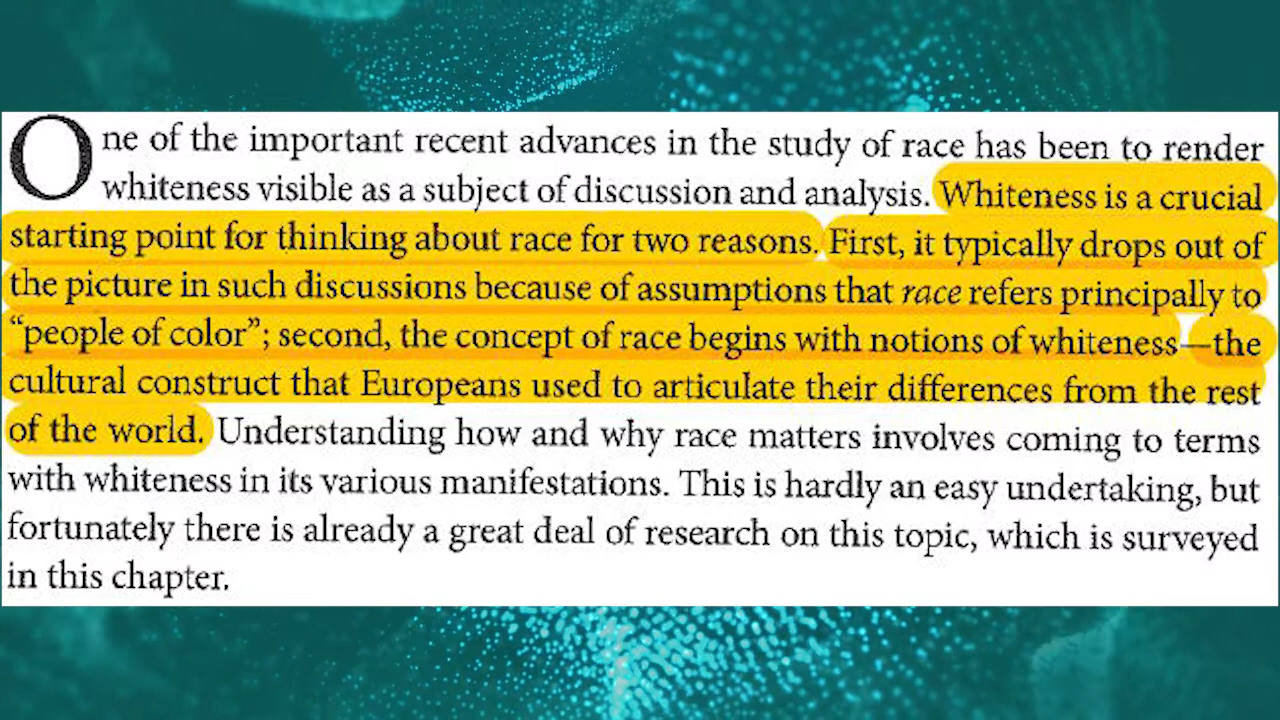 One of the important recent advances in the study of race has been to render
whiteness visible as a subject of discussion and analysis. Whiteness is a crucial
starting point for thinking about race for two reasons. First, it typically drops out of
the picture in such discussions because of assumptions that race refers principally to
“people of color”; second, the concept of race begins with notions of whiteness—the
cultural construct that Europeans used to articulate their differences from the rest
of the world. Understanding how and why race matters involves coming to terms
with whiteness in its various manifestations. This is hardly an easy undertaking, but
fortunately there is already a great deal of research on this topic, which is surveyed
in this chapter.